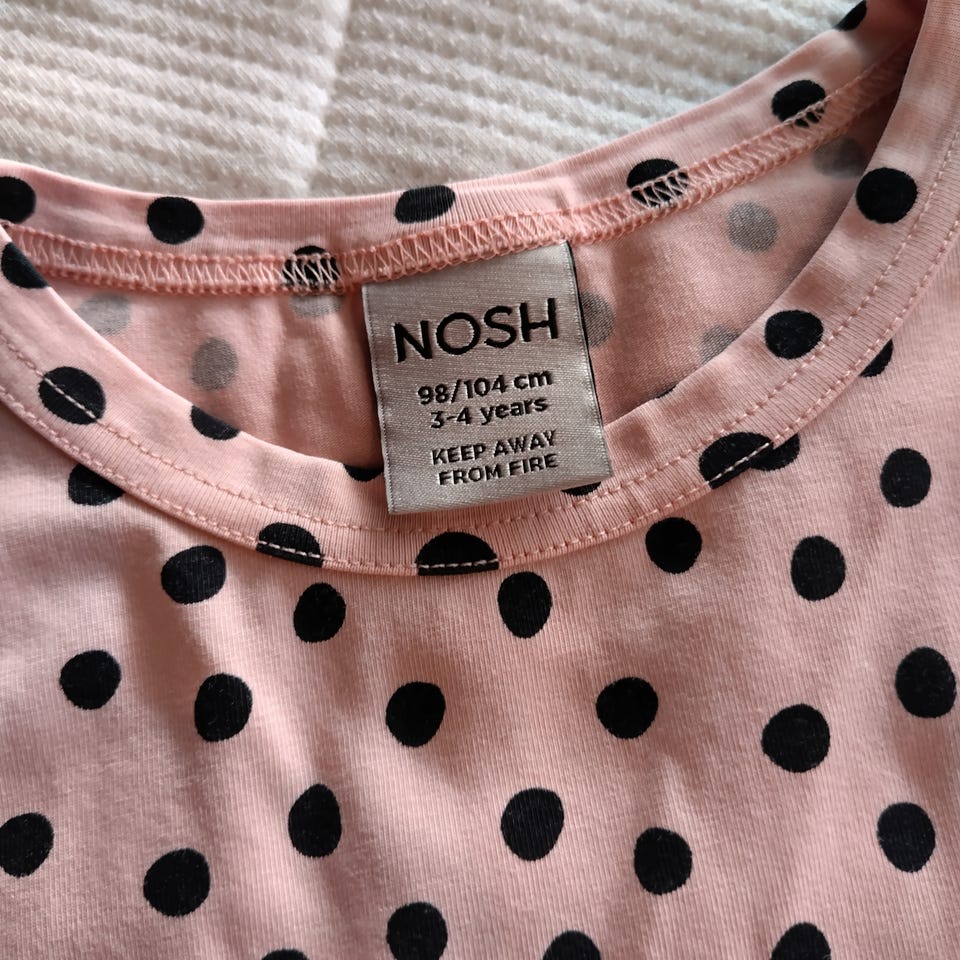 NOSH
98/104 cm
3-4 years
KEEP AWAY
FROM FIRE